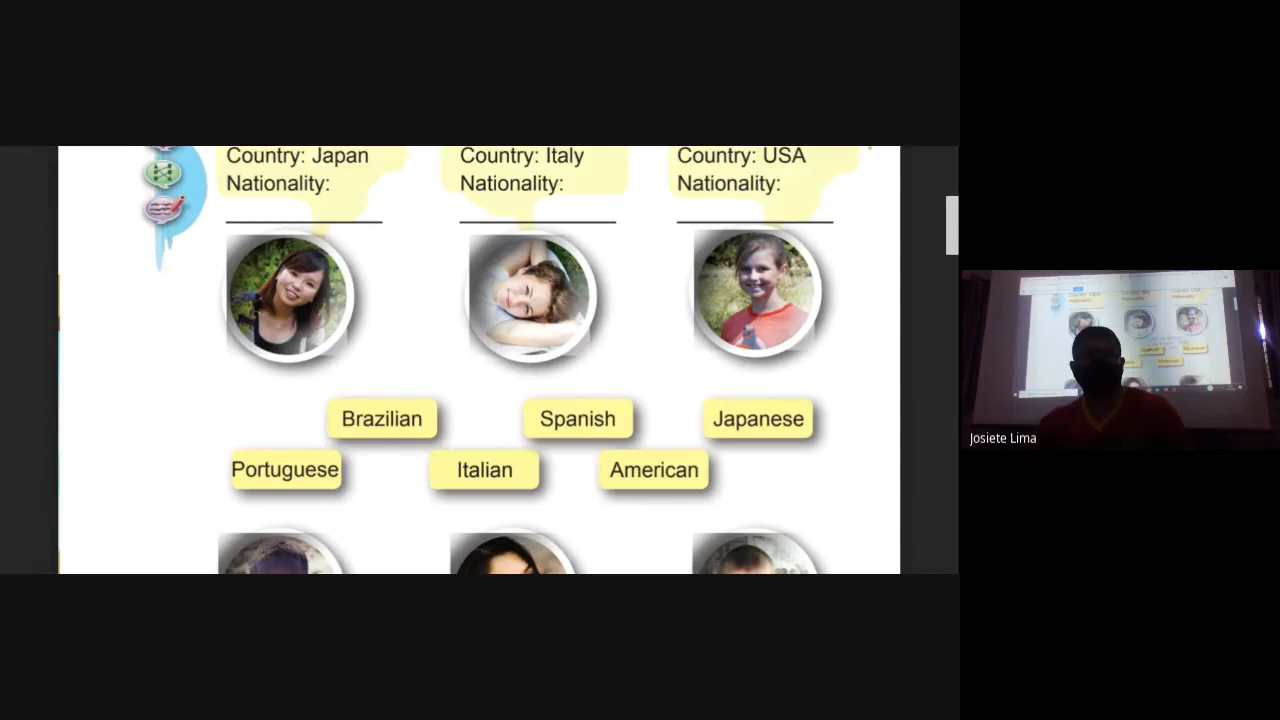 Country: Japan
Nationality:
Country: Italy
Nationality:
Country: USA
Nationality:
Brazilian
Spanish
Japanese
Portuguese
Italian
American
Josiete Lima